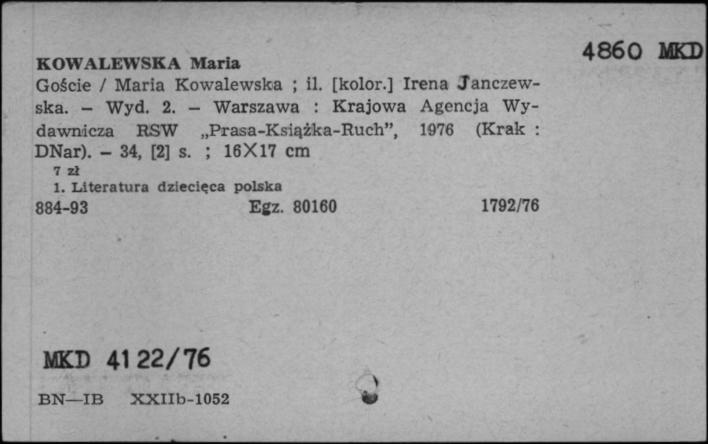 4860 MKD
KOWALEWSKA Maria
Goście / Maria Kowalewska ; il. [kolor.] Irena Janczew-
ska. — Wyd. 2. — Warszawa : Krajowa Agencja Wy-
dawnicza RSW „Prasa-Książka-Ruch”, 1976 (Krak :
DNar). — 34, [2] s. ; 16X17 cm
7 zł
1. Literatura dziecięca polska
884-93 Egz. 80160 1792/76
MKD 4122/76
BN—IB XXIIb-1052